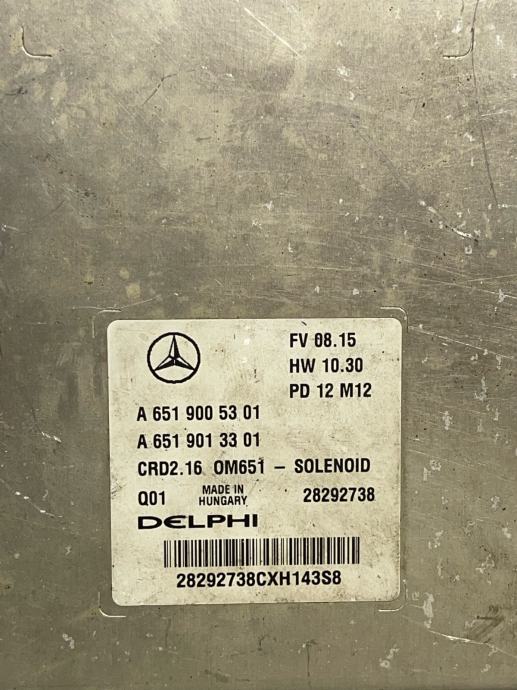 FV 08.15
HW 10.30
PD 12 M12
A 651 900 53 01
A 651 901 33 01
CRD2.16 OM651 – SOLENOID
Q01 MADE IN HUNGARY 28292738
DELPHI
28292738CXH143S8